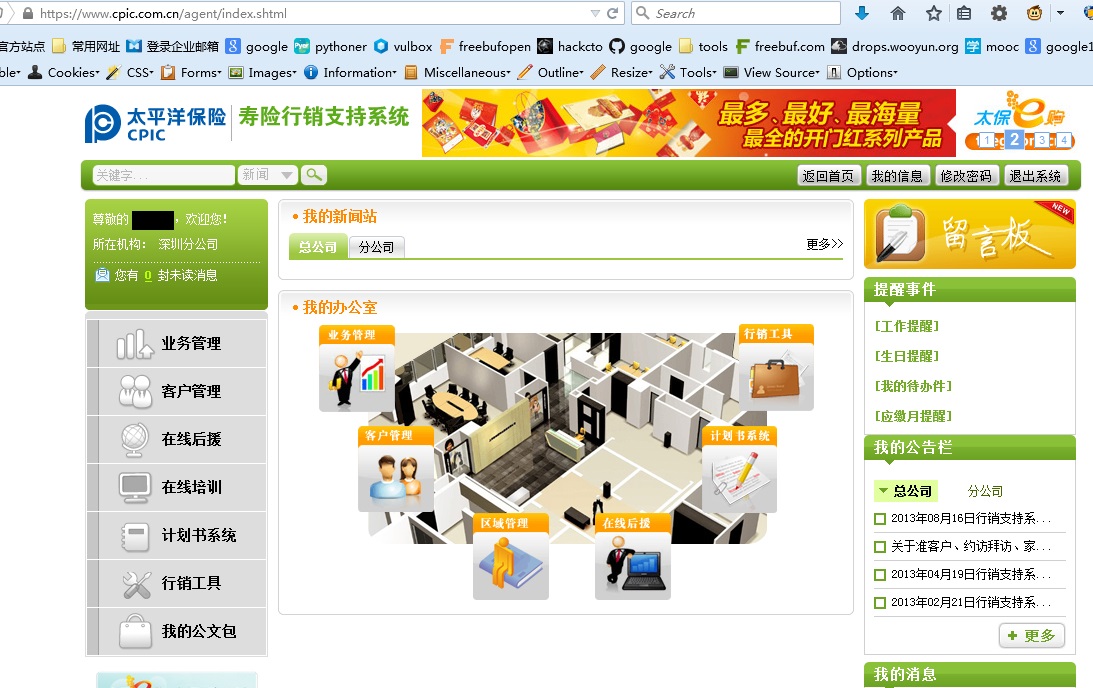 https://www.cpic.com.cn/agent/index.shtml
Search
官方站点 常用网址 登录企业邮箱 google pythoner vulbox freebufopen hackcto google tools freebuf.com drops.wooyun.org mooc google1
ble Cookies CSS Forms Images Information Miscellaneous Outline Resize Tools View Source Options
太平洋保险
CPIC
寿险行销支持系统
最多、最好、最海量
最全的开门红系列产品
太保e购
1 2 3 4
关键字...
新闻
返回首页 我的信息 修改密码 退出系统
尊敬的 ，欢迎您!
所在机构： 深圳分公司
您有 0 封未读消息
业务管理
客户管理
在线后援
在线培训
计划书系统
行销工具
我的公文包
• 我的新闻站
总公司 分公司 更多>>
• 我的办公室
业务管理
行销工具
客户管理
计划书系统
区域管理
在线后援
NEW
留言板
提醒事件
[工作提醒]
[生日提醒]
[我的待办件]
[应缴月提醒]
我的公告栏
总公司 分公司
2013年08月16日行销支持系...
关于准客户、约访拜访、家...
2013年04月19日行销支持系...
2013年02月21日行销支持系...
+ 更多
我的消息